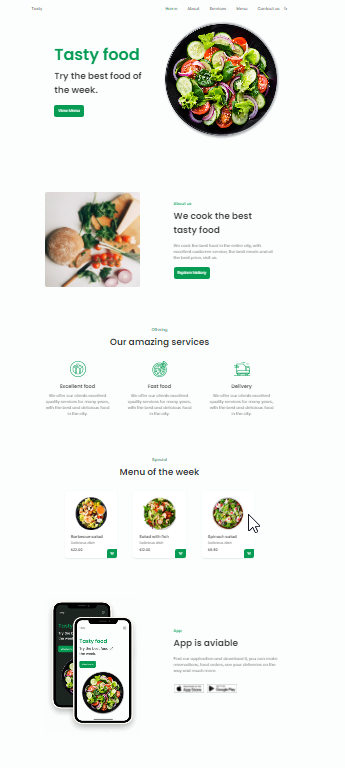 Tasty
Home About Services Menu Contact us
Tasty food
Try the best food of
the week.
View Menu
About us
We cook the best
tasty food
We cook the best food in the entire city, with
excellent customer service, the best meals and at
the best price, visit us.
Explore history
Offering
Our amazing services
Excellent food
We offer our clients excellent
quality services for many years,
with the best and delicious food
in the city.
Fast food
We offer our clients excellent
quality services for many years,
with the best and delicious food
in the city.
Delivery
We offer our clients excellent
quality services for many years,
with the best and delicious food
in the city.
Special
Menu of the week
Barbecue salad
Delicious dish
Salad with fish
Delicious dish
Spinach salad
Delicious dish
Tasty food
Try the best food of
the week.
App
App is aviable
Find our application and download it, you can make
reservations, food orders, see your deliveries on the
way and much more.
App Store
Google Play